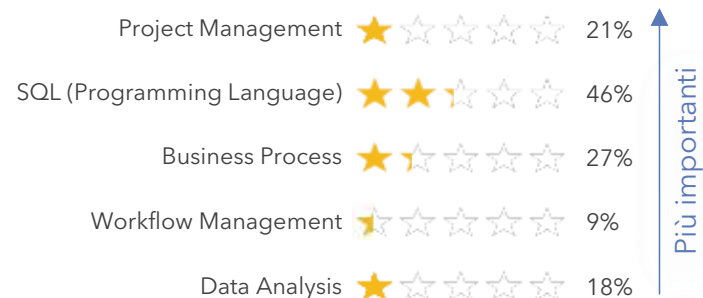 Project Management 21%
SQL (Programming Language) 46%
Business Process 27%
Workflow Management 9%
Data Analysis 18%
Più importanti